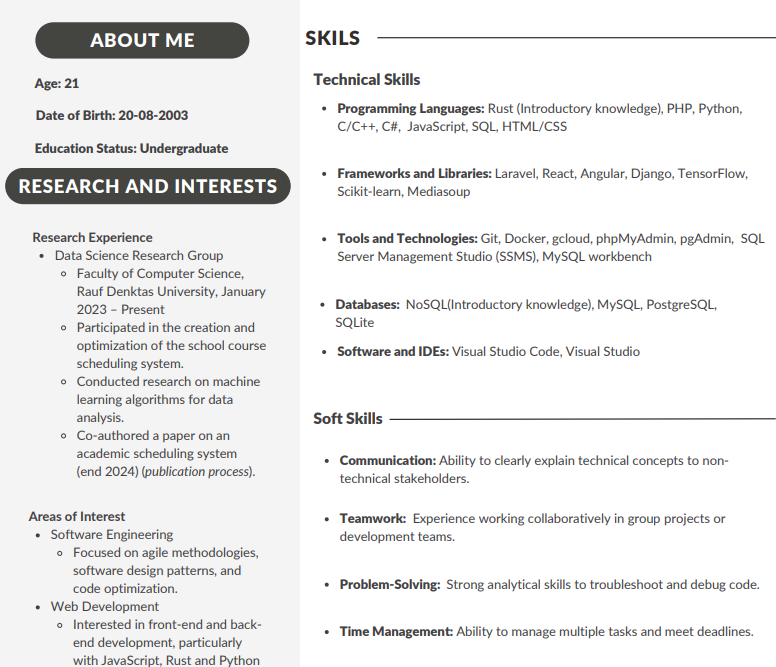 ABOUT ME
Age: 21
Date of Birth: 20-08-2003
Education Status: Undergraduate
RESEARCH AND INTERESTS
Research Experience
• Data Science Research Group
○ Faculty of Computer Science,
Rauf Denktas University, January
2023 – Present
○ Participated in the creation and
optimization of the school course
scheduling system.
○ Conducted research on machine
learning algorithms for data
analysis.
○ Co-authored a paper on an
academic scheduling system
(end 2024) (publication process).
Areas of Interest
• Software Engineering
○ Focused on agile methodologies,
software design patterns, and
code optimization.
• Web Development
○ Interested in front-end and back-
end development, particularly
with JavaScript, Rust and Python
SKILS
Technical Skills
• Programming Languages: Rust (Introductory knowledge), PHP, Python,
C/C++, C#, JavaScript, SQL, HTML/CSS
• Frameworks and Libraries: Laravel, React, Angular, Django, TensorFlow,
Scikit-learn, Mediasoup
• Tools and Technologies: Git, Docker, gcloud, phpMyAdmin, pgAdmin, SQL
Server Management Studio (SSMS), MySQL workbench
• Databases: NoSQL(Introductory knowledge), MySQL, PostgreSQL,
SQLite
• Software and IDEs: Visual Studio Code, Visual Studio
Soft Skills
• Communication: Ability to clearly explain technical concepts to non-
technical stakeholders.
• Teamwork: Experience working collaboratively in group projects or
development teams.
• Problem-Solving: Strong analytical skills to troubleshoot and debug code.
• Time Management: Ability to manage multiple tasks and meet deadlines.